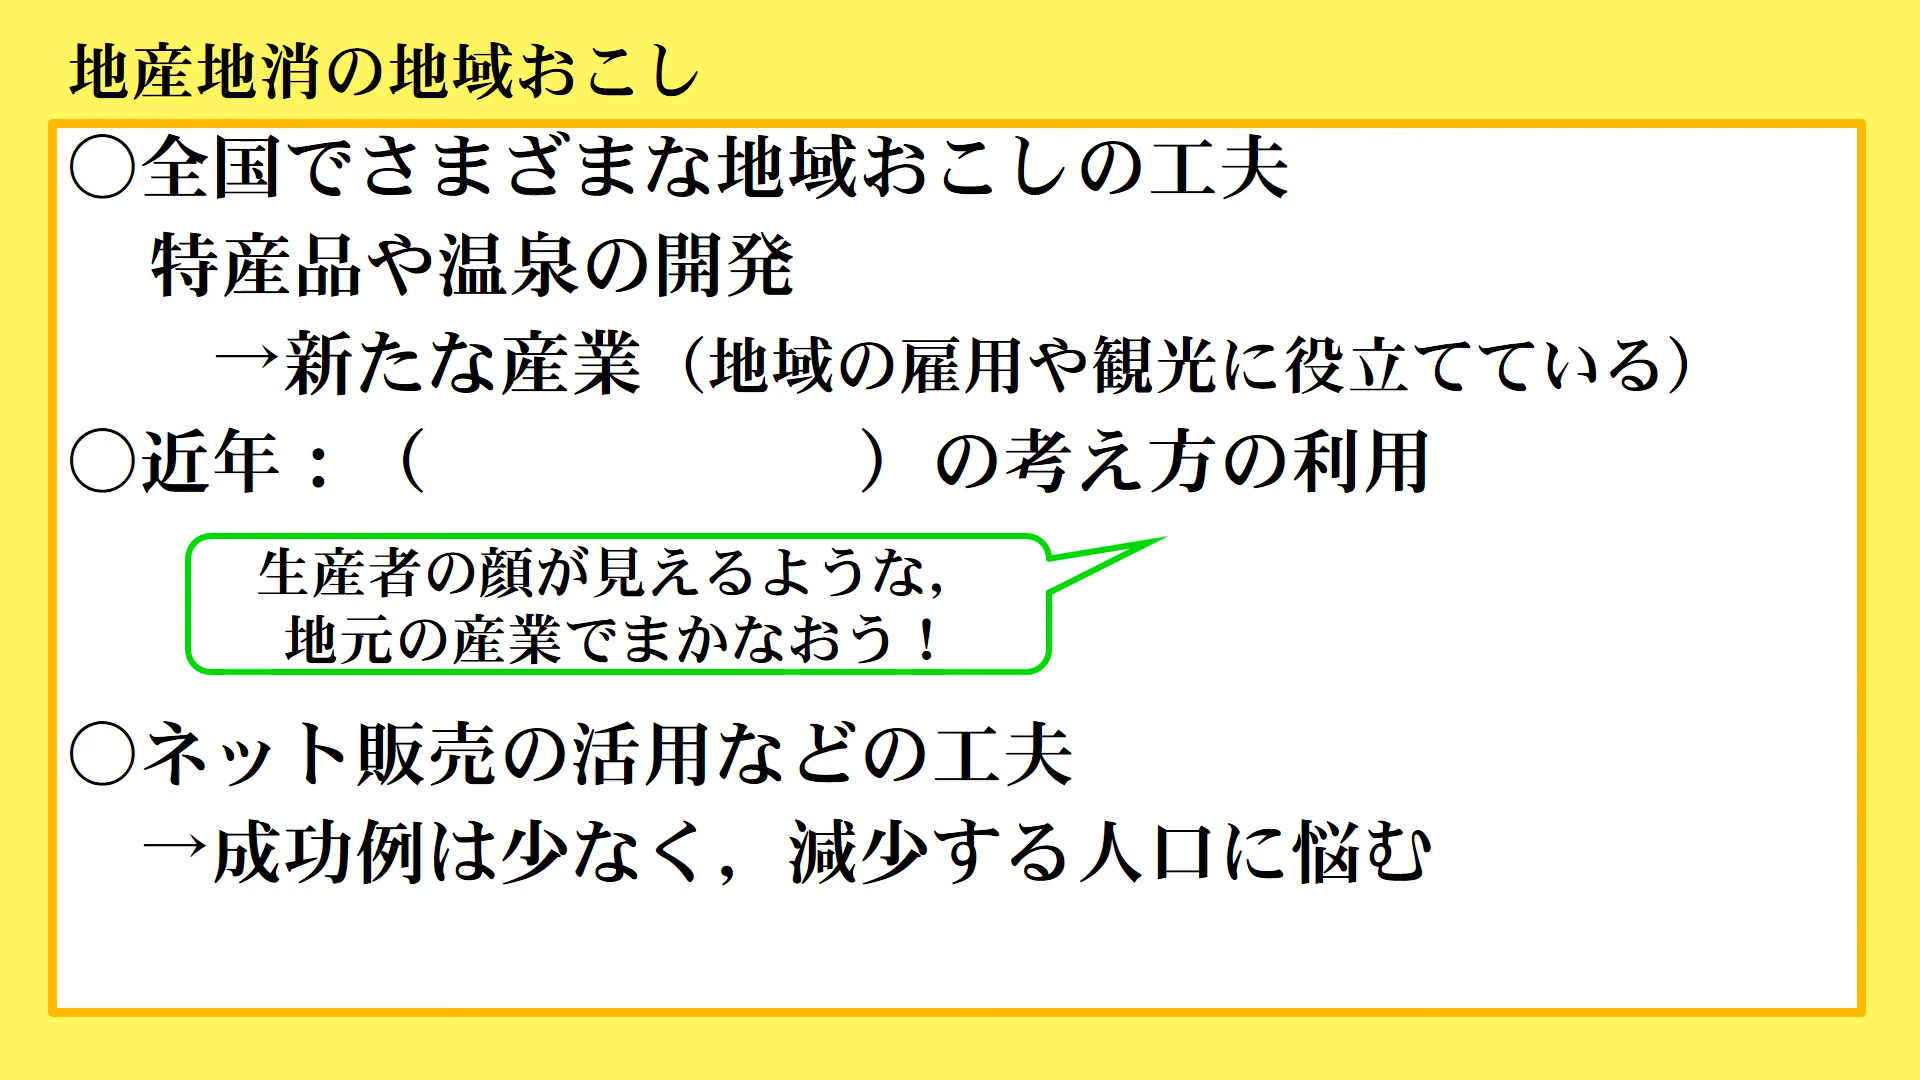 地産地消の地域おこし
○全国でさまざまな地域おこしの工夫
特産品や温泉の開発
→新たな産業（地域の雇用や観光に役立てている）
○近年：（　　　　　　）の考え方の利用
生産者の顔が見えるような，
地元の産業でまかなおう！
○ネット販売の活用などの工夫
→成功例は少なく，減少する人口に悩む